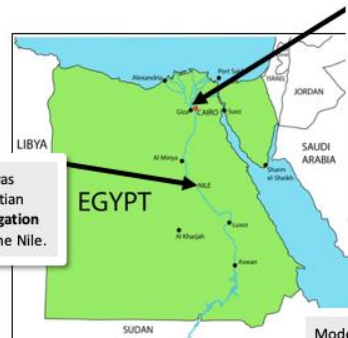 Alexandria
Port Said
ISRAEL
JORDAN
Giza
CAIRO
Suez
LIBYA
SAUDI
ARABIA
Al Minya
Sharm
el-Sheikh
as
tian
gation
he Nile.
NILE
EGYPT
Al Kharjah
Luxor
Aswan
SUDAN
Mode